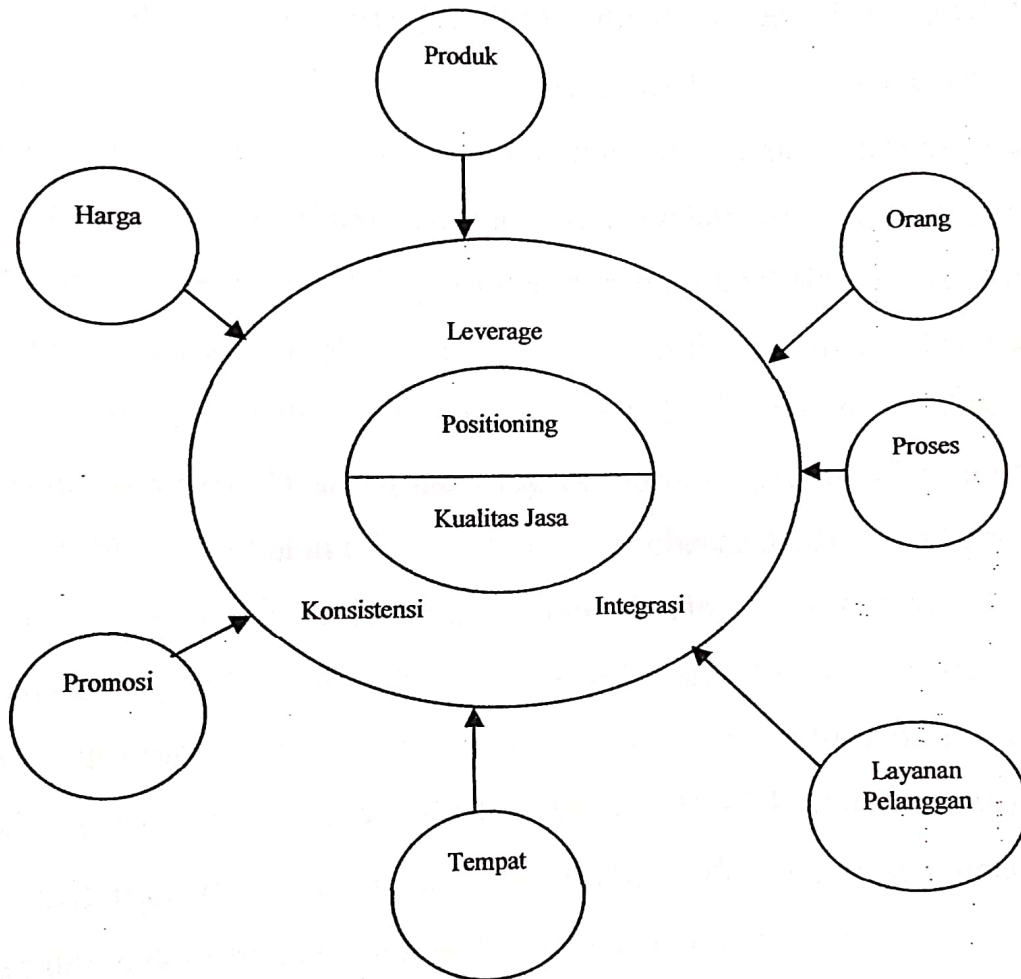 Produk
Harga
Orang
Leverage
Positioning
Proses
Kualitas Jasa
Konsistensi
Integrasi
Promosi
Layanan
Pelanggan
Tempat